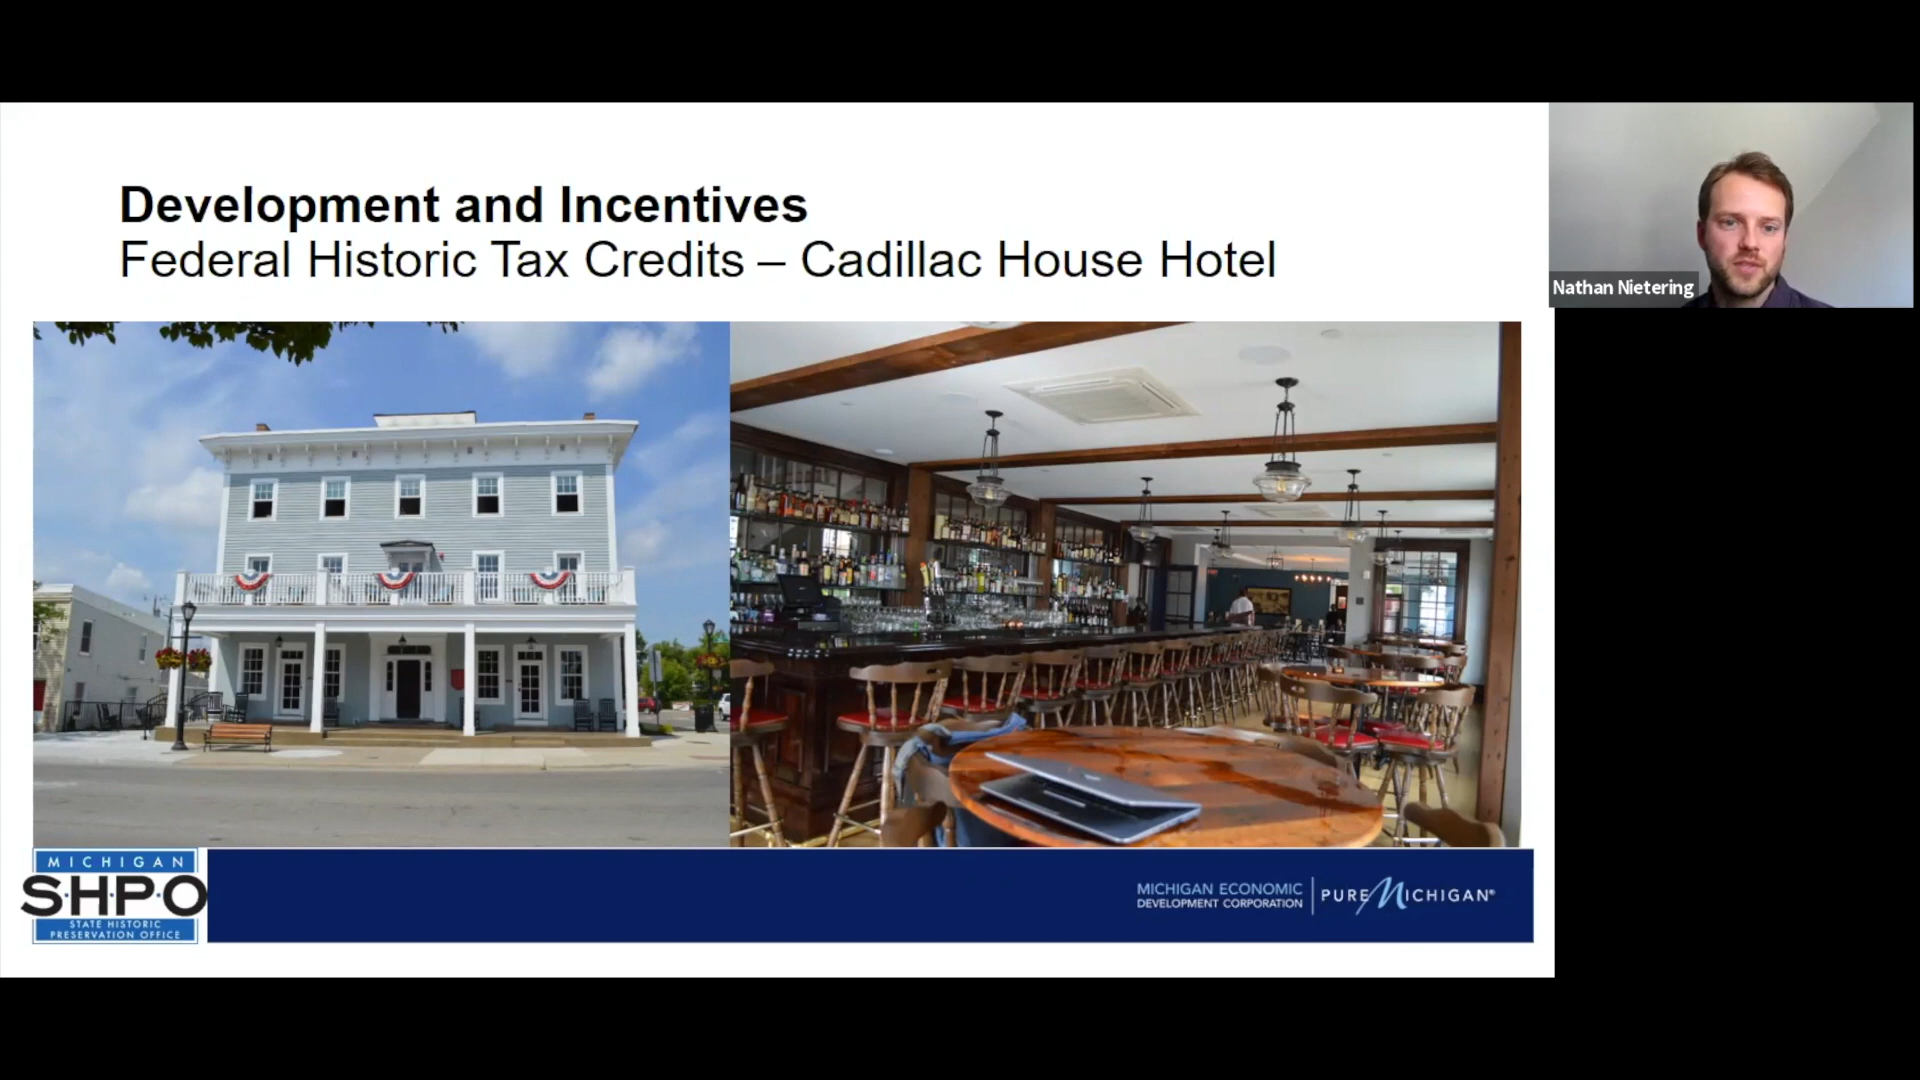 Development and Incentives
Federal Historic Tax Credits – Cadillac House Hotel
Nathan Nietering
MICHIGAN
S·H·P·O
STATE HISTORIC
PRESERVATION OFFICE
MICHIGAN ECONOMIC
DEVELOPMENT CORPORATION
PURE MICHIGAN®